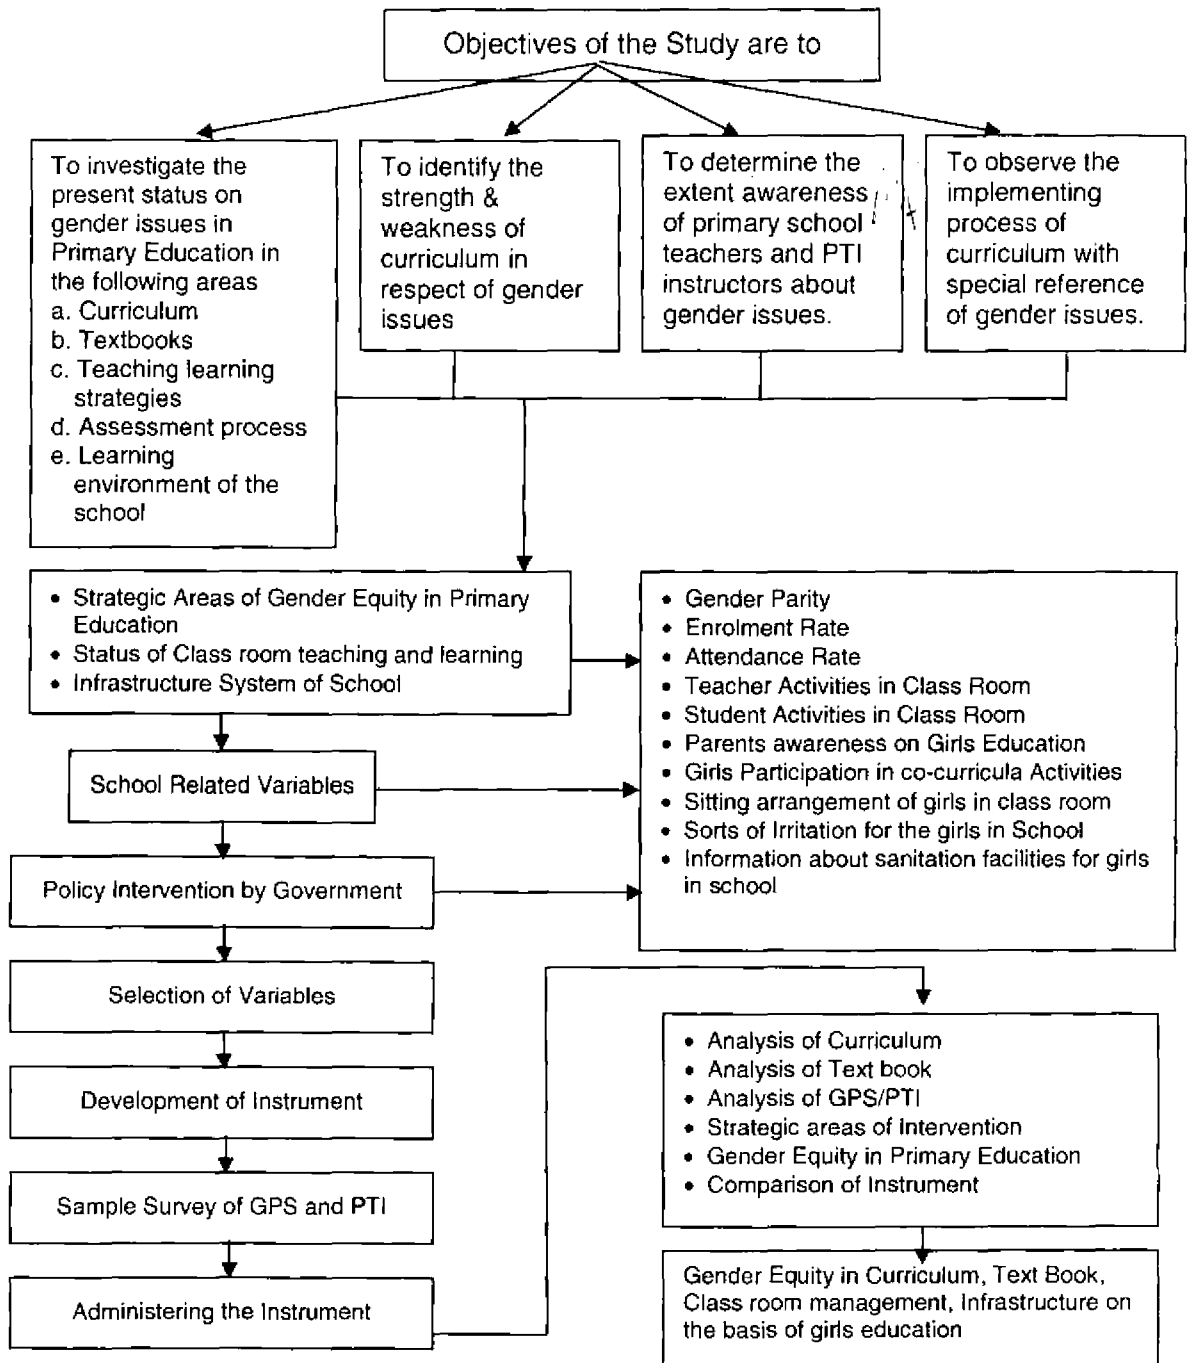 Objectives of the Study are to
To investigate the
present status on
gender issues in
Primary Education in
the following areas
a. Curriculum
b. Textbooks
c. Teaching learning
strategies
d. Assessment process
e. Learning
environment of the
school
To identify the
strength &
weakness of
curriculum in
respect of gender
issues
To determine the
extent awareness
of primary school
teachers and PTI
instructors about
gender issues.
To observe the
implementing
process of
curriculum with
special reference
of gender issues.
• Strategic Areas of Gender Equity in Primary
Education
• Status of Class room teaching and learning
• Infrastructure System of School
• Gender Parity
• Enrolment Rate
• Attendance Rate
• Teacher Activities in Class Room
• Student Activities in Class Room
• Parents awareness on Girls Education
• Girls Participation in co-curricula Activities
• Sitting arrangement of girls in class room
• Sorts of Irritation for the girls in School
• Information about sanitation facilities for girls
in school
School Related Variables
Policy Intervention by Government
Selection of Variables
Development of Instrument
Sample Survey of GPS and PTI
Administering the Instrument
• Analysis of Curriculum
• Analysis of Text book
• Analysis of GPS/PTI
• Strategic areas of Intervention
• Gender Equity in Primary Education
• Comparison of Instrument
Gender Equity in Curriculum, Text Book,
Class room management, Infrastructure on
the basis of girls education